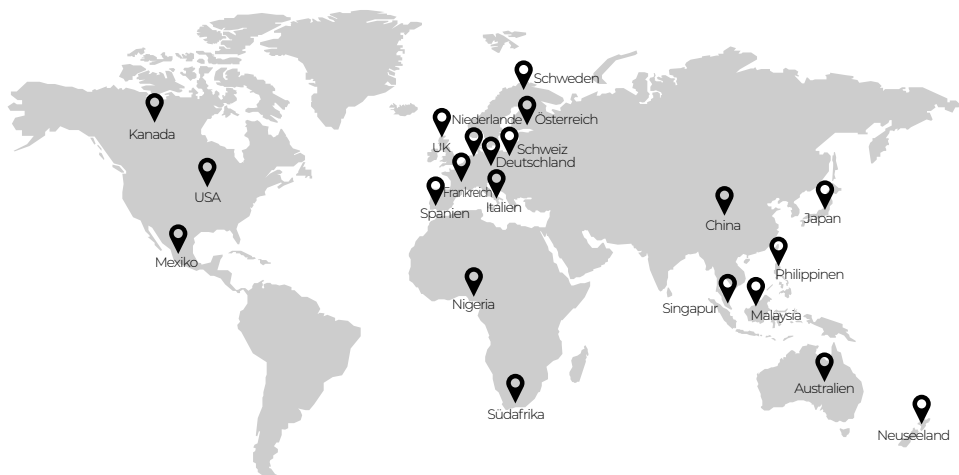 Schweden
Niederlande
Österreich
Kanada
UK
Schweiz
Deutschland
USA
Frankreich
Italien
Spanien
China
Japan
Mexiko
Philippinen
Nigeria
Singapur
Malaysia
Australien
Südafrika
Neuseeland